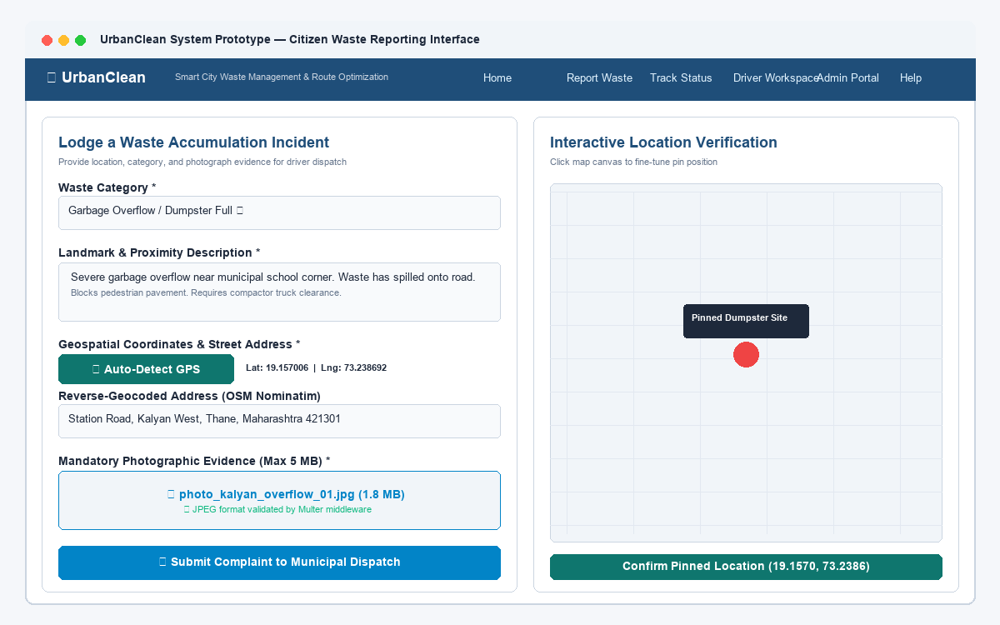 UrbanClean System Prototype — Citizen Waste Reporting Interface
UrbanClean
Smart City Waste Management & Route Optimization
Home
Report Waste
Track Status
Driver Workspace
Admin Portal
Help
Lodge a Waste Accumulation Incident
Provide location, category, and photograph evidence for driver dispatch
Waste Category *
Garbage Overflow / Dumpster Full
Landmark & Proximity Description *
Severe garbage overflow near municipal school corner. Waste has spilled onto road.
Blocks pedestrian pavement. Requires compactor truck clearance.
Geospatial Coordinates & Street Address *
Auto-Detect GPS
Lat: 19.157006 | Lng: 73.238692
Reverse-Geocoded Address (OSM Nominatim)
Station Road, Kalyan West, Thane, Maharashtra 421301
Mandatory Photographic Evidence (Max 5 MB) *
photo_kalyan_overflow_01.jpg (1.8 MB)
JPEG format validated by Multer middleware
Submit Complaint to Municipal Dispatch
Interactive Location Verification
Click map canvas to fine-tune pin position
Pinned Dumpster Site
Confirm Pinned Location (19.1570, 73.2386)